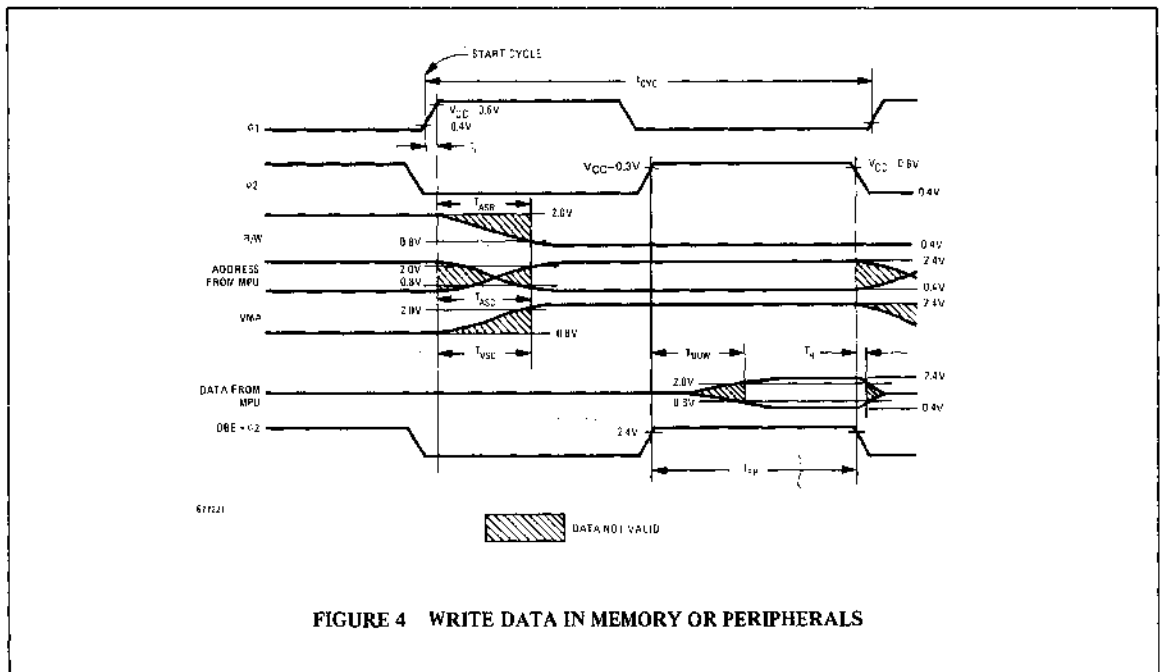 START CYCLE
tCYC
VCC - 0.6V
0.4V
φ1
VCC-0.3V
VCC - 0.6V
φ2
0.4V
TASR
2.0V
R/W
0.8V
0.4V
ADDRESS
FROM MPU
2.0V
0.8V
2.4V
0.4V
TASC
VMA
2.0V
0.8V
2.4V
TVSC
TH
2.0V
2.4V
DATA FROM
MPU
0.8V
0.4V
DBE = φ2
2.4V
DATA NOT VALID
FIGURE 4 WRITE DATA IN MEMORY OR PERIPHERALS